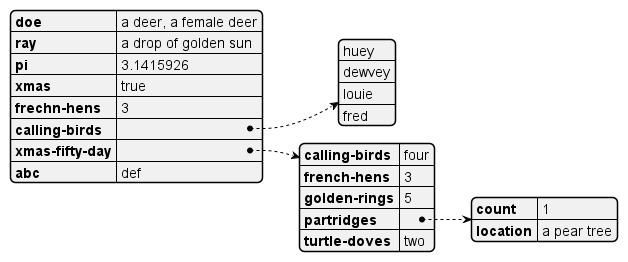 doe a deer, a female deer
ray a drop of golden sun
pi 3.1415926
xmas true
frechn-hens 3
calling-birds
xmas-fifty-day
abc def
huey
dewvey
louie
fred
calling-birds four
french-hens 3
golden-rings 5
partridges
turtle-doves two
count 1
location a pear tree